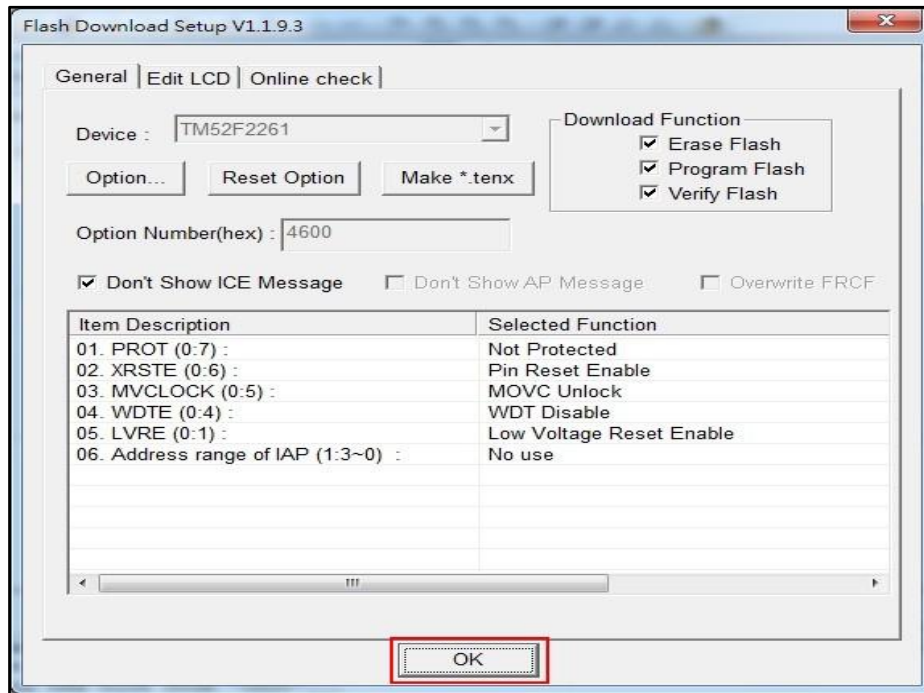 Flash Download Setup V1.1.9.3
General Edit LCD Online check
Device : TM52F2261
Download Function
Erase Flash
Program Flash
Verify Flash
Option... Reset Option Make *.tenx
Option Number(hex) : 4600
Don't Show ICE Message Don't Show AP Message Overwrite FRCF
Item Description Selected Function
01. PROT (0:7) : Not Protected
02. XRSTE (0:6) : Pin Reset Enable
03. MVCLOCK (0:5) : MOVC Unlock
04. WDTE (0:4) : WDT Disable
05. LVRE (0:1) : Low Voltage Reset Enable
06. Address range of IAP (1:3~0) : No use
OK